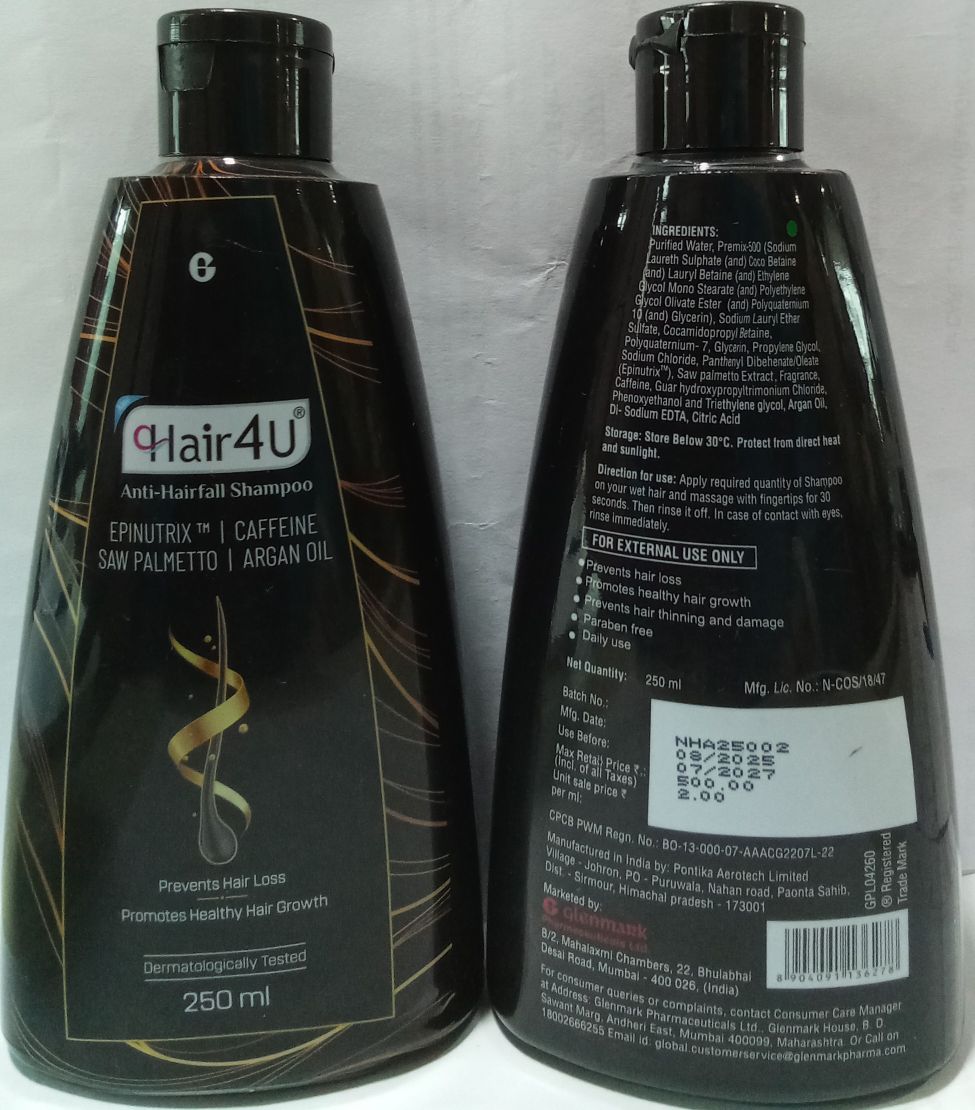 G
Hair4U®
Anti-Hairfall Shampoo
EPINUTRIX ™ | CAFFEINE
SAW PALMETTO | ARGAN OIL
Prevents Hair Loss
Promotes Healthy Hair Growth
Dermatologically Tested
250 ml
INGREDIENTS:
Purified Water, Premix-500 (Sodium
Laureth Sulphate (and) Coco Betaine
(and) Lauryl Betaine (and) Ethylene
Glycol Mono Stearate (and) Polyethylene
Glycol Olivate Ester (and) Polyquaternium
10 (and) Glycerin), Sodium Lauryl Ether
Sulfate, Cocamidopropyl Betaine,
Polyquaternium- 7, Glycerin, Propylene Glycol,
Sodium Chloride, Panthenyl Dibehenate/Oleate
(Epinutrix™), Saw palmetto Extract, Fragrance,
Caffeine, Guar hydroxypropyltrimonium Chloride,
Phenoxyethanol and Triethylene glycol, Argan Oil,
Di- Sodium EDTA, Citric Acid
Storage: Store Below 30°C. Protect from direct heat
and sunlight.
Direction for use: Apply required quantity of Shampoo
on your wet hair and massage with fingertips for 30
seconds. Then rinse it off. In case of contact with eyes,
rinse immediately.
FOR EXTERNAL USE ONLY
• Prevents hair loss
• Promotes healthy hair growth
• Prevents hair thinning and damage
• Paraben free
• Daily use
Net Quantity: 250 ml Mfg. Lic. No.: N-COS/18/47
Batch No.: NHA25002
Mfg. Date: 08/2025
Use Before: 07/2027
Max Retail Price ₹.: 500.00
(Incl. of all Taxes)
Unit sale price ₹ 2.00
per ml:
CPCB PWM Regn. No.: BO-13-000-07-AAACG2207L-22
Manufactured in India by: Pontika Aerotech Limited
Village - Johron, PO - Puruwala, Nahan road, Paonta Sahib,
Dist. - Sirmour, Himachal pradesh - 173001
GPL04260
® Registered
Trade Mark
Marketed by:
G glenmark
Pharmaceuticals Ltd.
B/2, Mahalaxmi Chambers, 22, Bhulabhai
Desai Road, Mumbai - 400 026, (India)
8 904091 136278
For consumer queries or complaints, contact Consumer Care Manager
at Address: Glenmark Pharmaceuticals Ltd., Glenmark House, B. D.
Sawant Marg, Andheri East, Mumbai 400099, Maharashtra. Or Call on
18002666255 Email Id: global.customerservice@glenmarkpharma.com